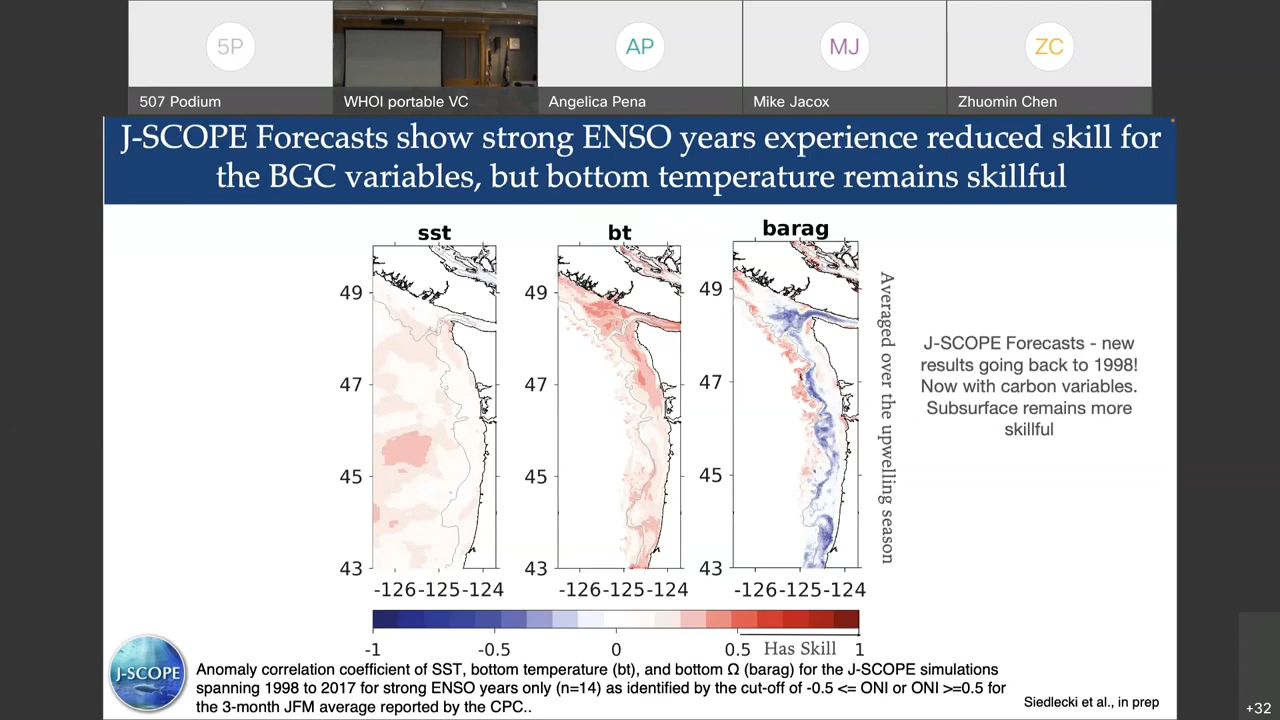 5P
AP
MJ
ZC
507 Podium
WHOI portable VC
Angelica Pena
Mike Jacox
Zhuomin Chen
J-SCOPE Forecasts show strong ENSO years experience reduced skill for
the BGC variables, but bottom temperature remains skillful
sst
bt
barag
49
47
45
43
-126 -125 -124
49
47
45
43
-126 -125 -124
49
47
45
43
-126 -125 -124
Averaged over the upwelling season
J-SCOPE Forecasts - new
results going back to 1998!
Now with carbon variables.
Subsurface remains more
skillful
-1 -0.5 0 0.5 Has Skill 1
J-SCOPE
Anomaly correlation coefficient of SST, bottom temperature (bt), and bottom Ω (barag) for the J-SCOPE simulations
spanning 1998 to 2017 for strong ENSO years only (n=14) as identified by the cut-off of -0.5 <= ONI or ONI >=0.5 for
the 3-month JFM average reported by the CPC..
Siedlecki et al., in prep
+32